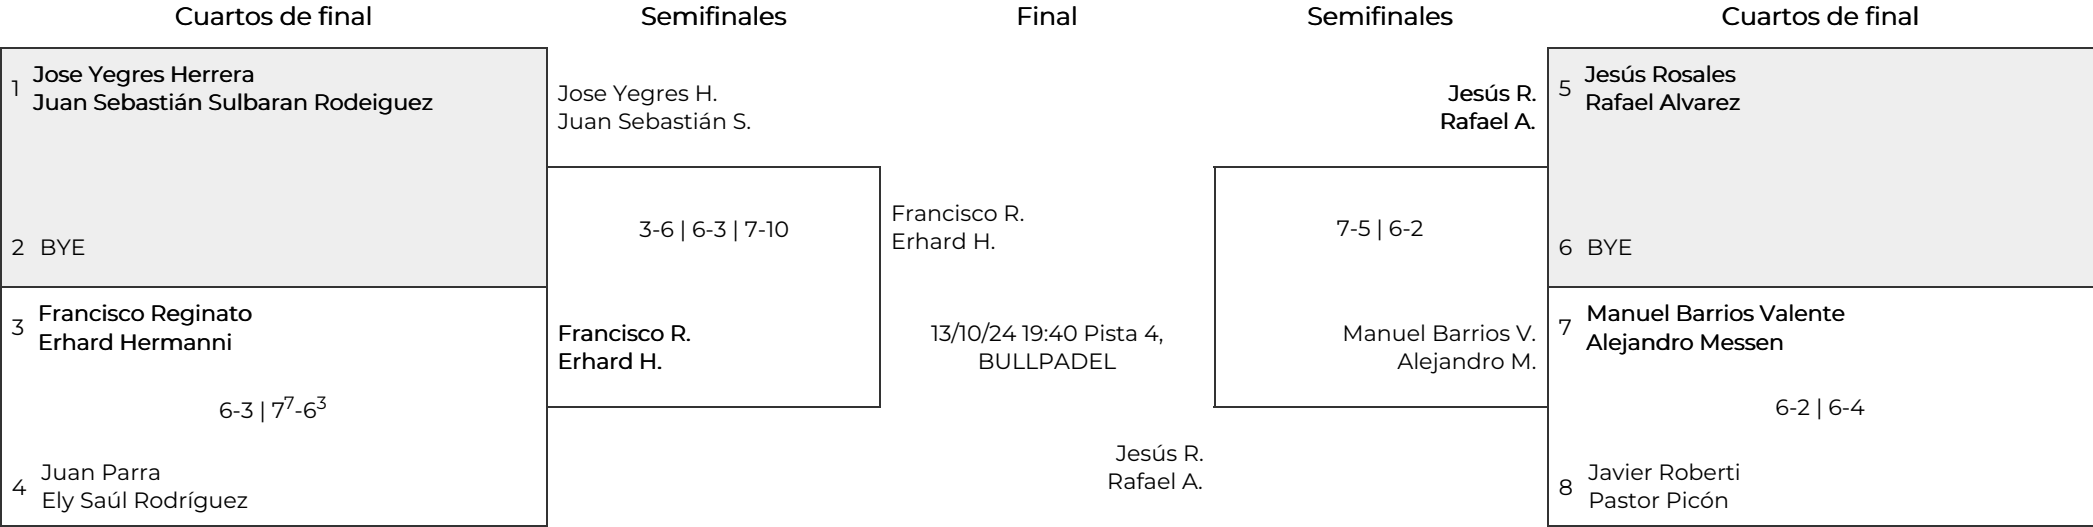 Cuartos de final
Semifinales
Final
Semifinales
Cuartos de final
1
Jose Yegres Herrera
Juan Sebastián Sulbaran Rodeiguez
2 BYE
3
Francisco Reginato
Erhard Hermanni
6-3 | 7⁷-6³
4
Juan Parra
Ely Saúl Rodríguez
Jose Yegres H.
Juan Sebastián S.
3-6 | 6-3 | 7-10
Francisco R.
Erhard H.
Francisco R.
Erhard H.
13/10/24 19:40 Pista 4,
BULLPADEL
Jesús R.
Rafael A.
Jesús R.
Rafael A.
7-5 | 6-2
Manuel Barrios V.
Alejandro M.
5
Jesús Rosales
Rafael Alvarez
6 BYE
7
Manuel Barrios Valente
Alejandro Messen
6-2 | 6-4
8
Javier Roberti
Pastor Picón